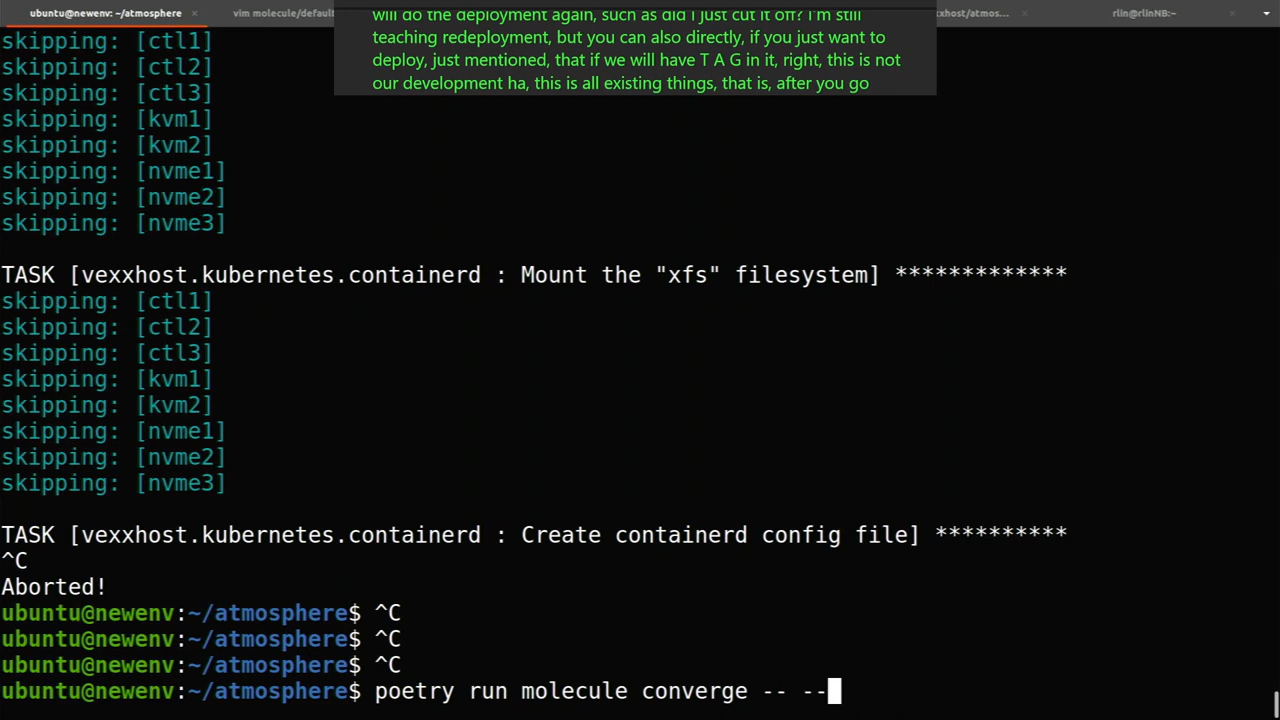 ubuntu@newenv: ~/atmosphere × vim molecule/default xhost/atmos... × rlin@rlinNB:~ ×
will do the deployment again, such as did I just cut it off? I'm still
teaching redeployment, but you can also directly, if you just want to
deploy, just mentioned, that if we will have T A G in it, right, this is not
our development ha, this is all existing things, that is, after you go
skipping: [ctl1]
skipping: [ctl2]
skipping: [ctl3]
skipping: [kvm1]
skipping: [kvm2]
skipping: [nvme1]
skipping: [nvme2]
skipping: [nvme3]
TASK [vexxhost.kubernetes.containerd : Mount the "xfs" filesystem] *************
skipping: [ctl1]
skipping: [ctl2]
skipping: [ctl3]
skipping: [kvm1]
skipping: [kvm2]
skipping: [nvme1]
skipping: [nvme2]
skipping: [nvme3]
TASK [vexxhost.kubernetes.containerd : Create containerd config file] **********
^C
Aborted!
ubuntu@newenv:~/atmosphere$ ^C
ubuntu@newenv:~/atmosphere$ ^C
ubuntu@newenv:~/atmosphere$ ^C
ubuntu@newenv:~/atmosphere$ poetry run molecule converge -- --